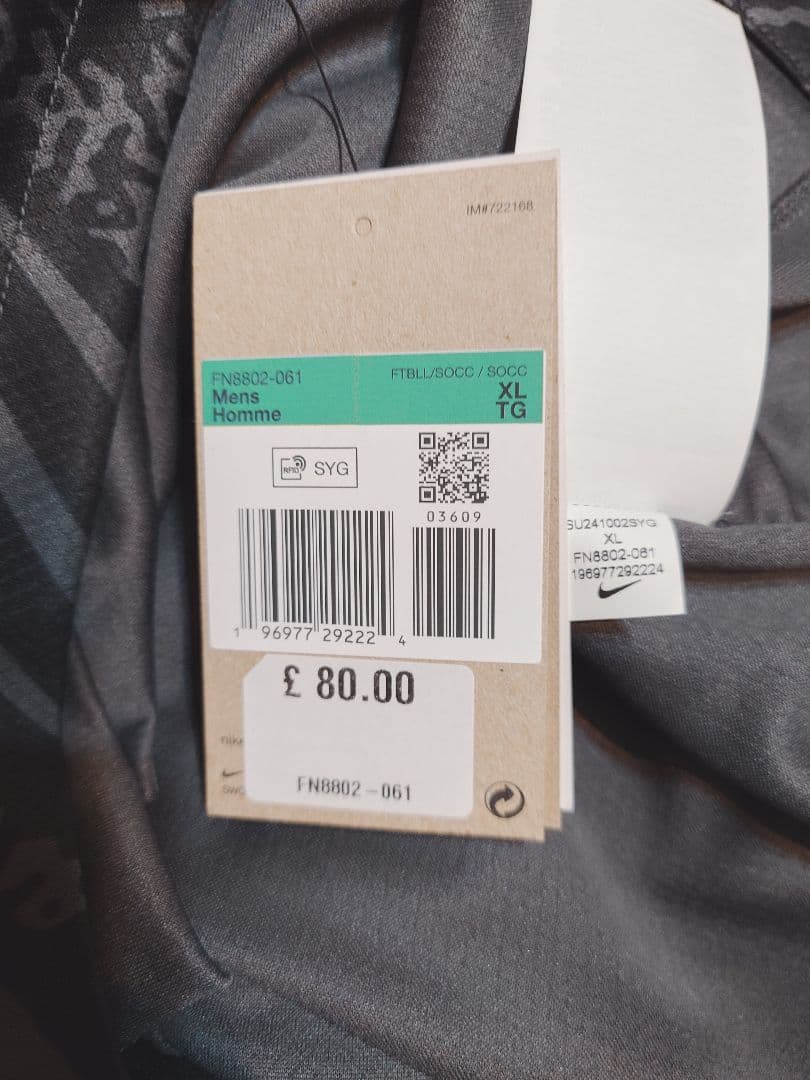 IM#722168
FN8802-061
FTBLL/SOCC / SOCC
Mens
XL
Homme
TG
RFID SYG
03609
1 96977 29222 4
SU241002SYG
XL
FN8802-061
196977292224
£ 80.00
FN8802-061